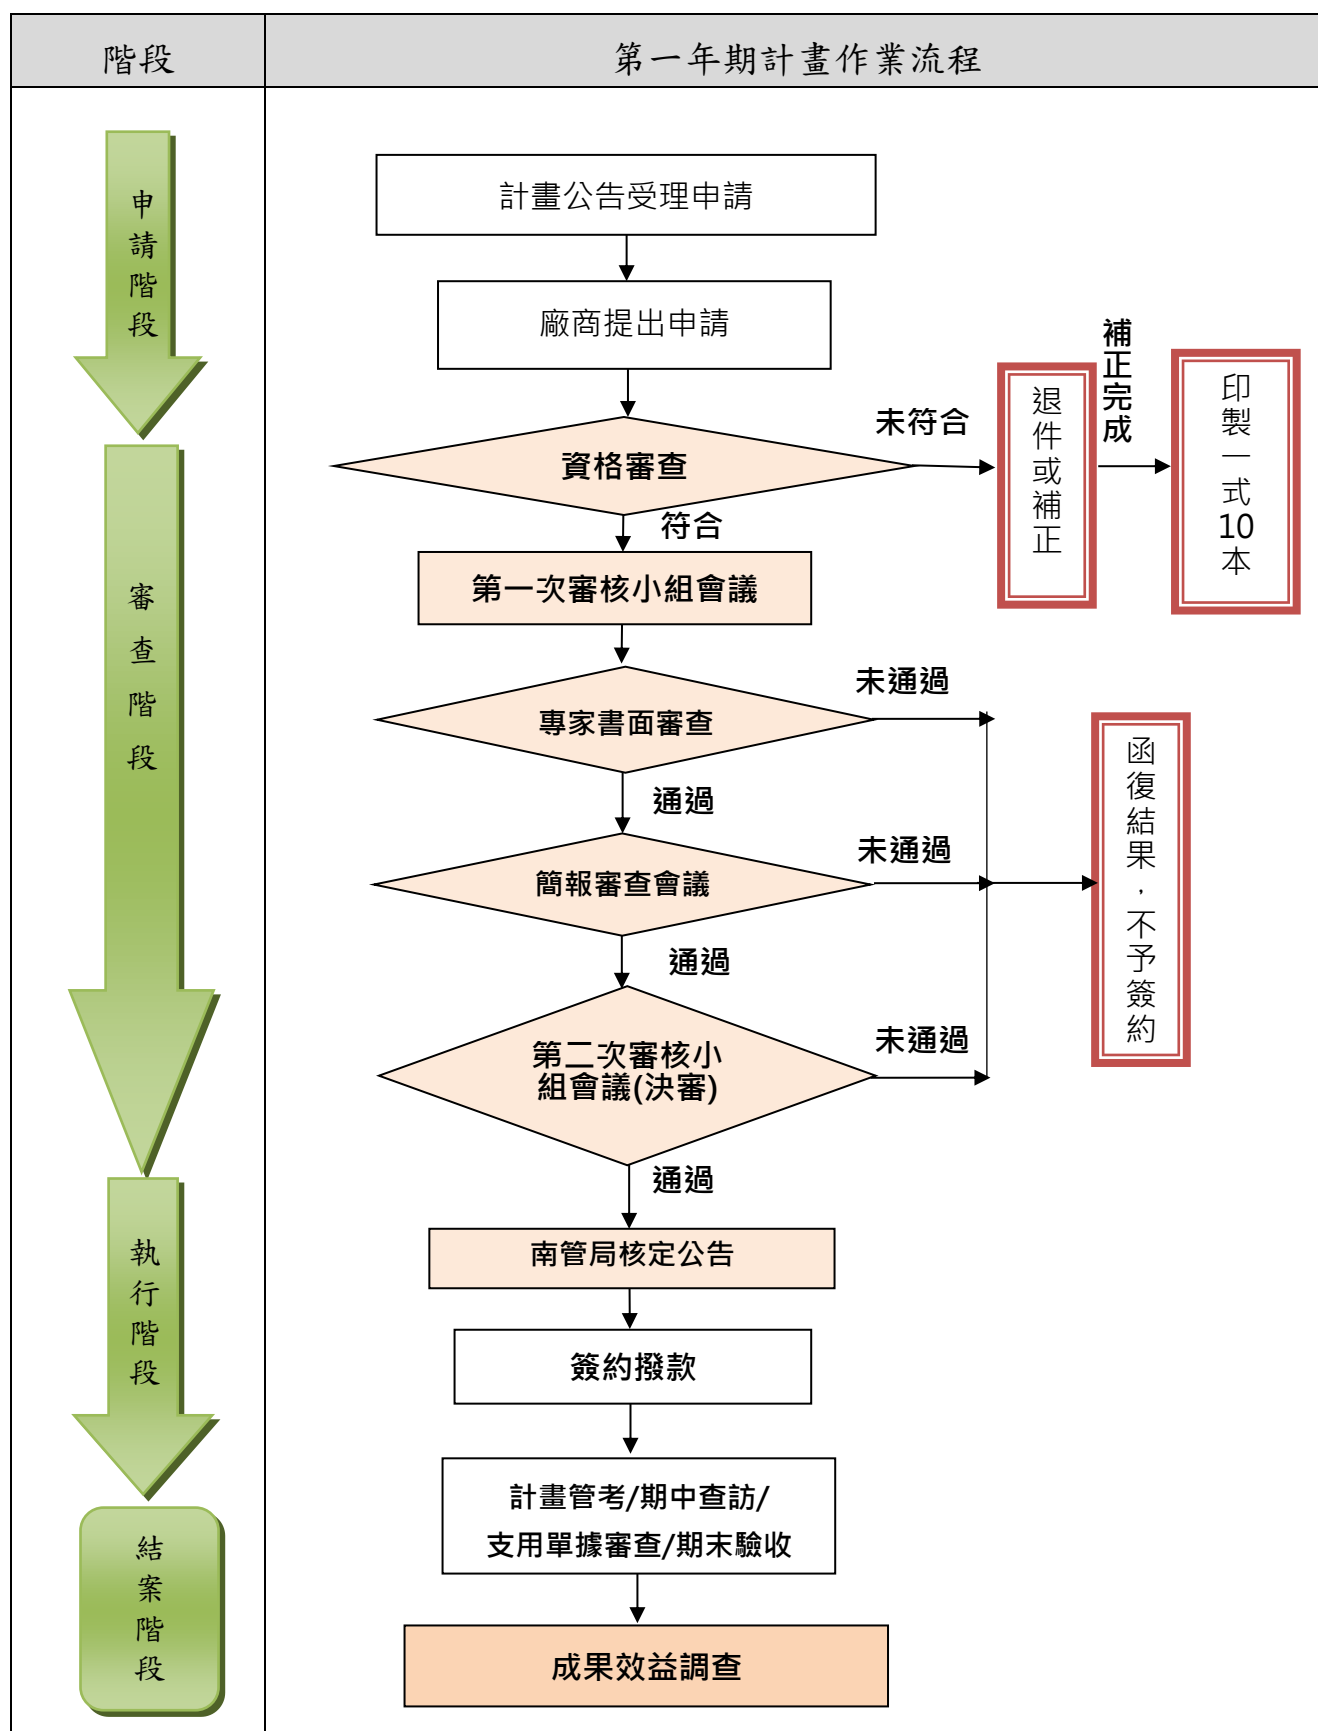 階段
第一年期計畫作業流程
申請階段
計畫公告受理申請
廠商提出申請
資格審查
未符合
退件或補正
補正完成
印製一式10本
符合
審查階段
第一次審核小組會議
專家書面審查
未通過
通過
簡報審查會議
未通過
函復結果，不予簽約
通過
第二次審核小
組會議(決審)
未通過
通過
執行階段
南管局核定公告
簽約撥款
計畫管考/期中查訪/
支用單據審查/期末驗收
結案階段
成果效益調查